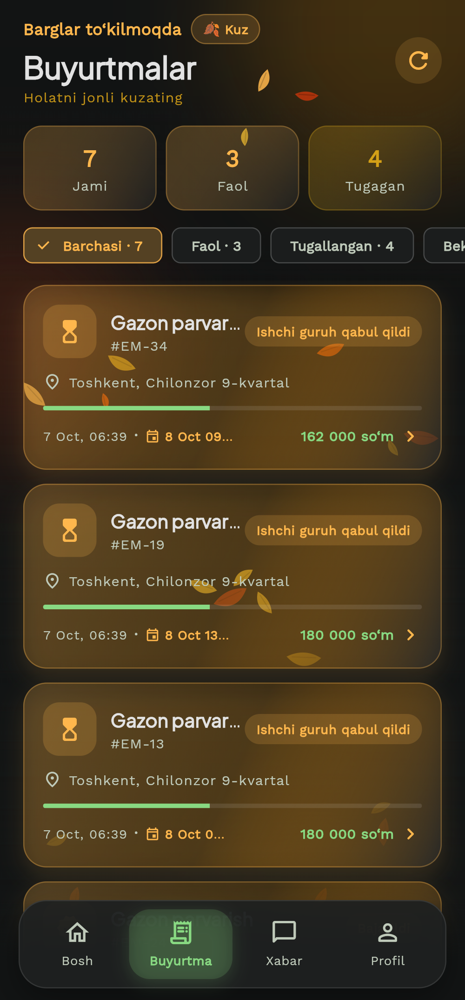 Barglar to‘kilmoqda
🍂 Kuz
Buyurtmalar
Holatni jonli kuzating
7
Jami
3
Faol
4
Tugagan
Barchasi · 7
Faol · 3
Tugallangan · 4
Bek
Gazon parvar...
Ishchi guruh qabul qildi
#EM-34
Toshkent, Chilonzor 9-kvartal
7 Oct, 06:39 • 8 Oct 09...
162 000 so‘m
Gazon parvar...
Ishchi guruh qabul qildi
#EM-19
Toshkent, Chilonzor 9-kvartal
7 Oct, 06:39 • 8 Oct 13...
180 000 so‘m
Gazon parvar...
Ishchi guruh qabul qildi
#EM-13
Toshkent, Chilonzor 9-kvartal
7 Oct, 06:39 • 8 Oct 0...
180 000 so‘m
Gazon parvarish
Bosh
Buyurtma
Xabar
Profil